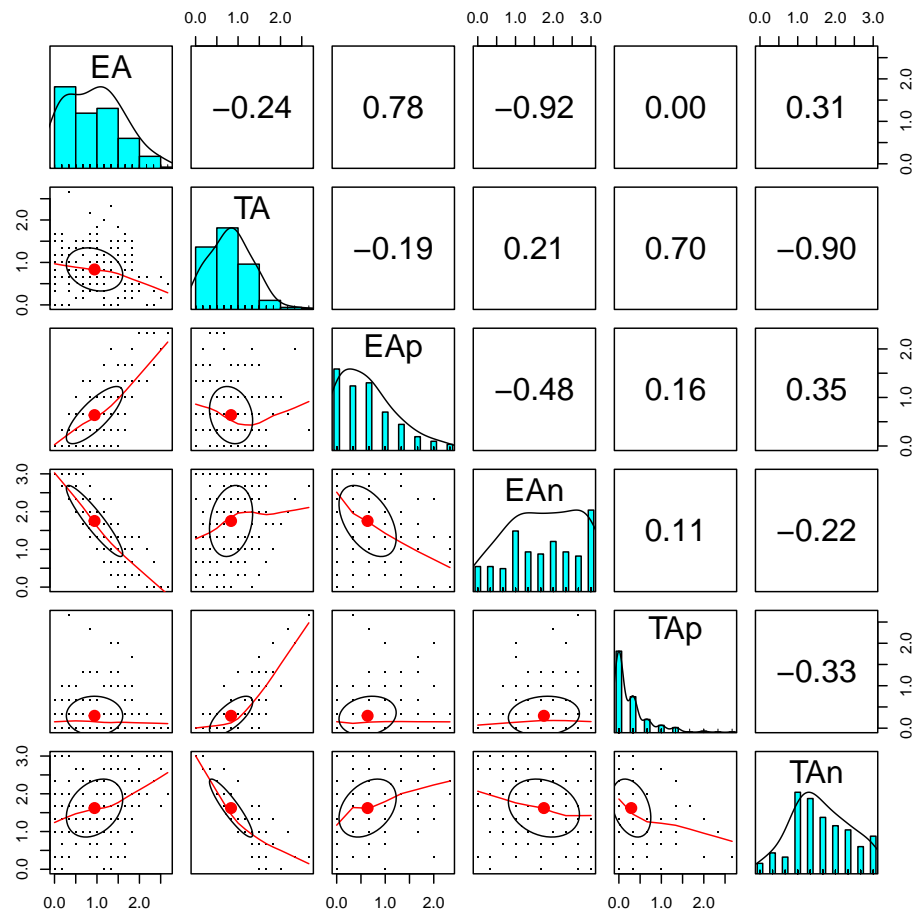 0.0 1.0 2.0 0.0 1.0 2.0 3.0 0.0 1.0 2.0 3.0
EA −0.24 0.78 −0.92 0.00 0.31 0.0 1.0 2.0
0.0 1.0 2.0 TA −0.19 0.21 0.70 −0.90
EAp −0.48 0.16 0.35 0.0 1.0 2.0
0.0 1.0 2.0 3.0 EAn 0.11 −0.22
TAp −0.33 0.0 1.0 2.0
0.0 1.0 2.0 3.0 TAn
0.0 1.0 2.0 0.0 1.0 2.0 0.0 1.0 2.0